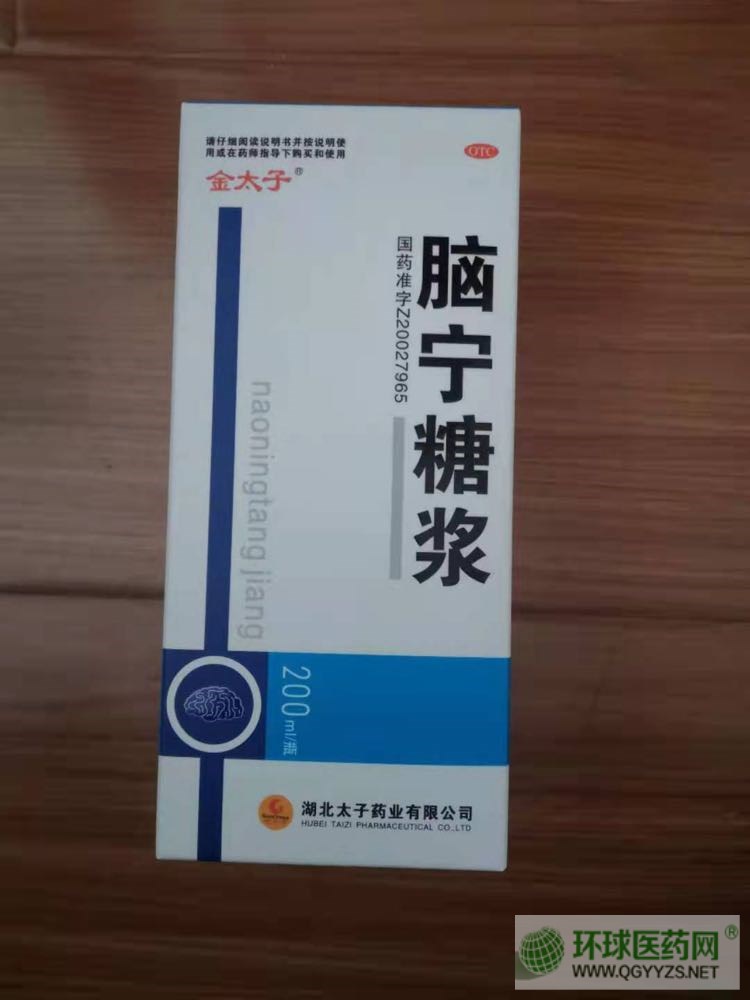 请仔细阅读说明书并按说明使
用或在药师指导下购买和使用
OTC
金太子®
脑宁糖浆
国药准字Z20027965
naoningtang jiang
200ml/瓶
湖北太子药业有限公司
HUBEI TAIZI PHARMACEUTICAL CO.,LTD
环球医药网®
WWW.QGYYZS.NET